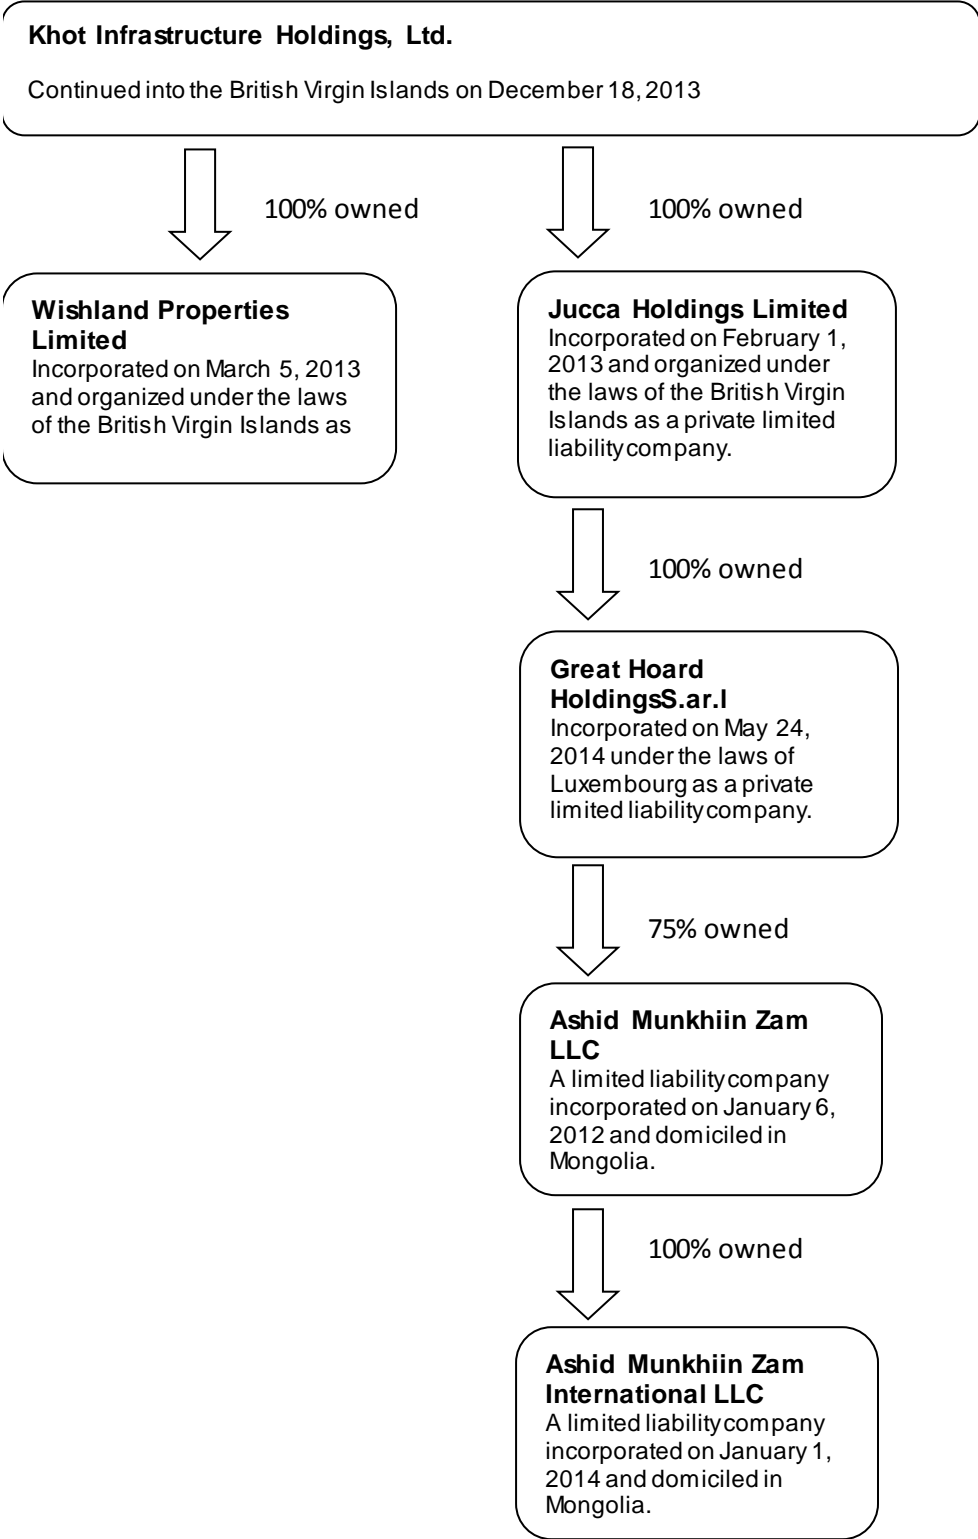 Khot Infrastructure Holdings, Ltd.
Continued into the British Virgin Islands on December 18, 2013
100% owned
100% owned
Wishland Properties
Limited
Incorporated on March 5, 2013
and organized under the laws
of the British Virgin Islands as
Jucca Holdings Limited
Incorporated on February 1,
2013 and organized under
the laws of the British Virgin
Islands as a private limited
liability company.
100% owned
Great Hoard
HoldingsS.ar.l
Incorporated on May 24,
2014 under the laws of
Luxembourg as a private
limited liability company.
75% owned
Ashid Munkhiin Zam
LLC
A limited liability company
incorporated on January 6,
2012 and domiciled in
Mongolia.
100% owned
Ashid Munkhiin Zam
International LLC
A limited liability company
incorporated on January 1,
2014 and domiciled in
Mongolia.